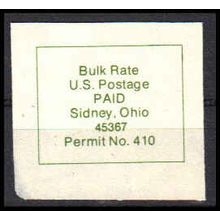 Bulk Rate
U.S. Postage
PAID
Sidney, Ohio
45367
Permit No. 410